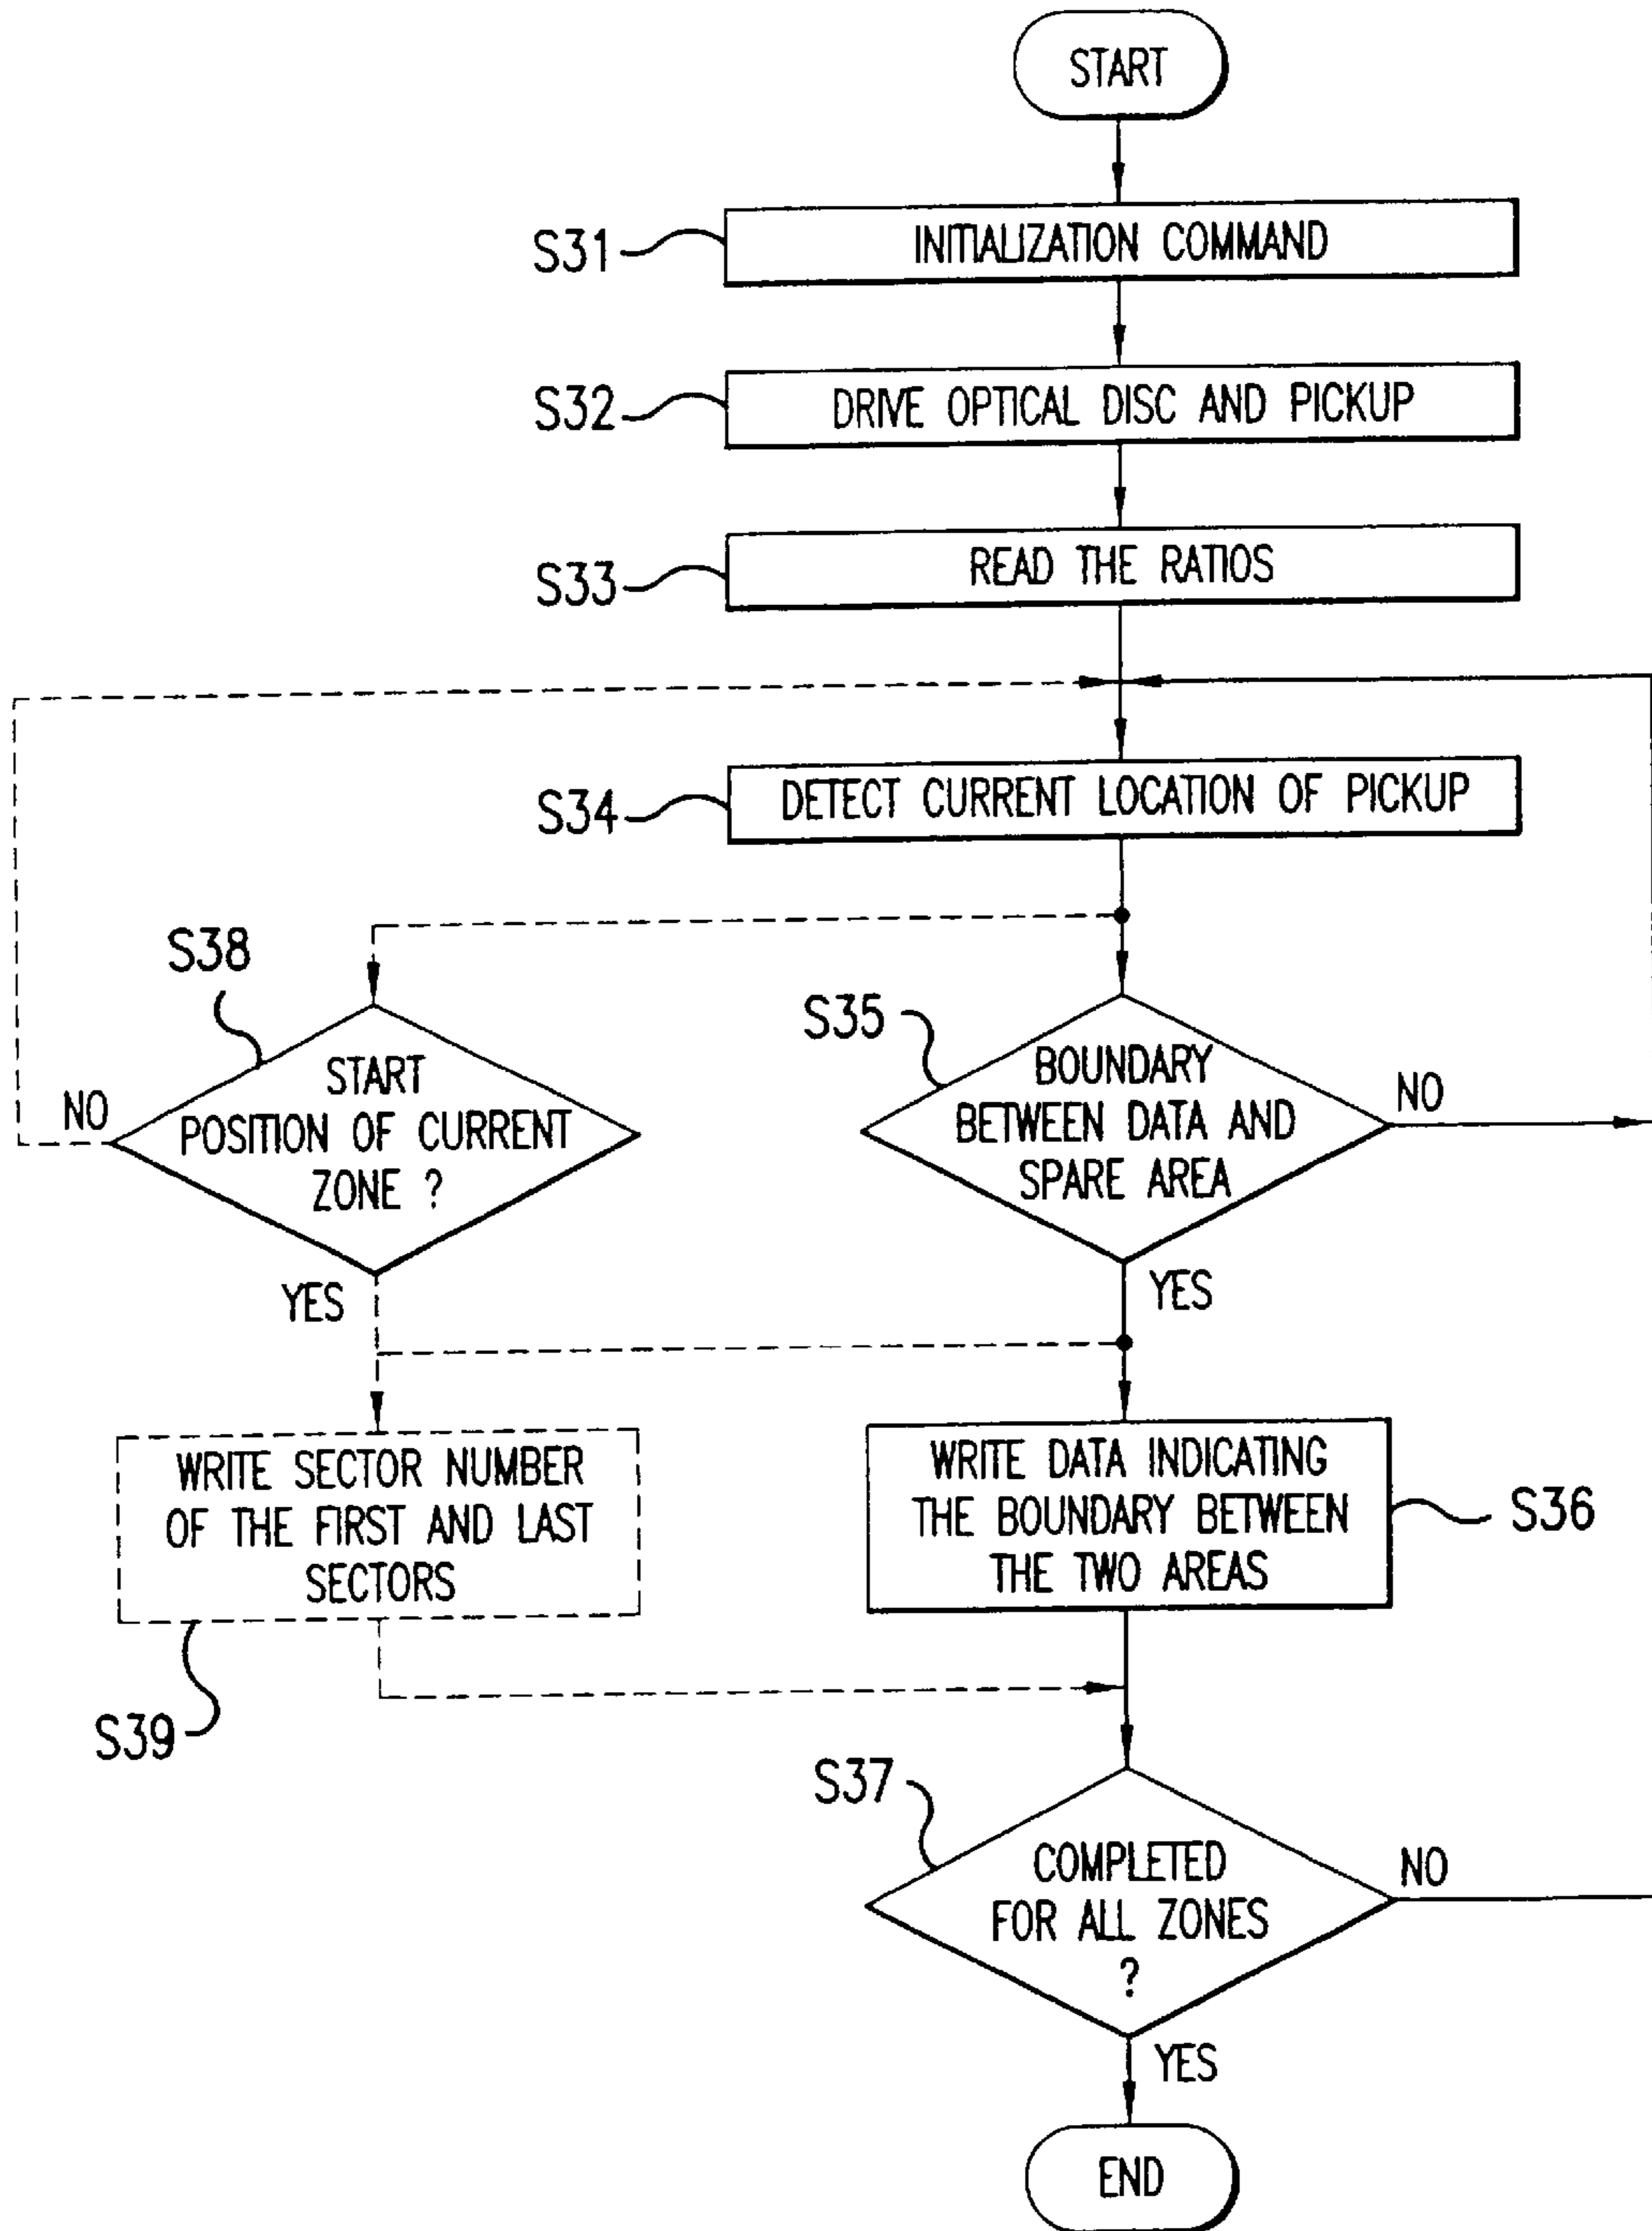 START
S31
INITIALIZATION COMMAND
S32
DRIVE OPTICAL DISC AND PICKUP
S33
READ THE RATIOS
S34
DETECT CURRENT LOCATION OF PICKUP
S38
START
POSITION OF CURRENT
ZONE ?
NO
YES
S35
BOUNDARY
BETWEEN DATA AND
SPARE AREA
NO
YES
WRITE SECTOR NUMBER
OF THE FIRST AND LAST
SECTORS
S39
WRITE DATA INDICATING
THE BOUNDARY BETWEEN
THE TWO AREAS
S36
S37
COMPLETED
FOR ALL ZONES
?
NO
YES
END